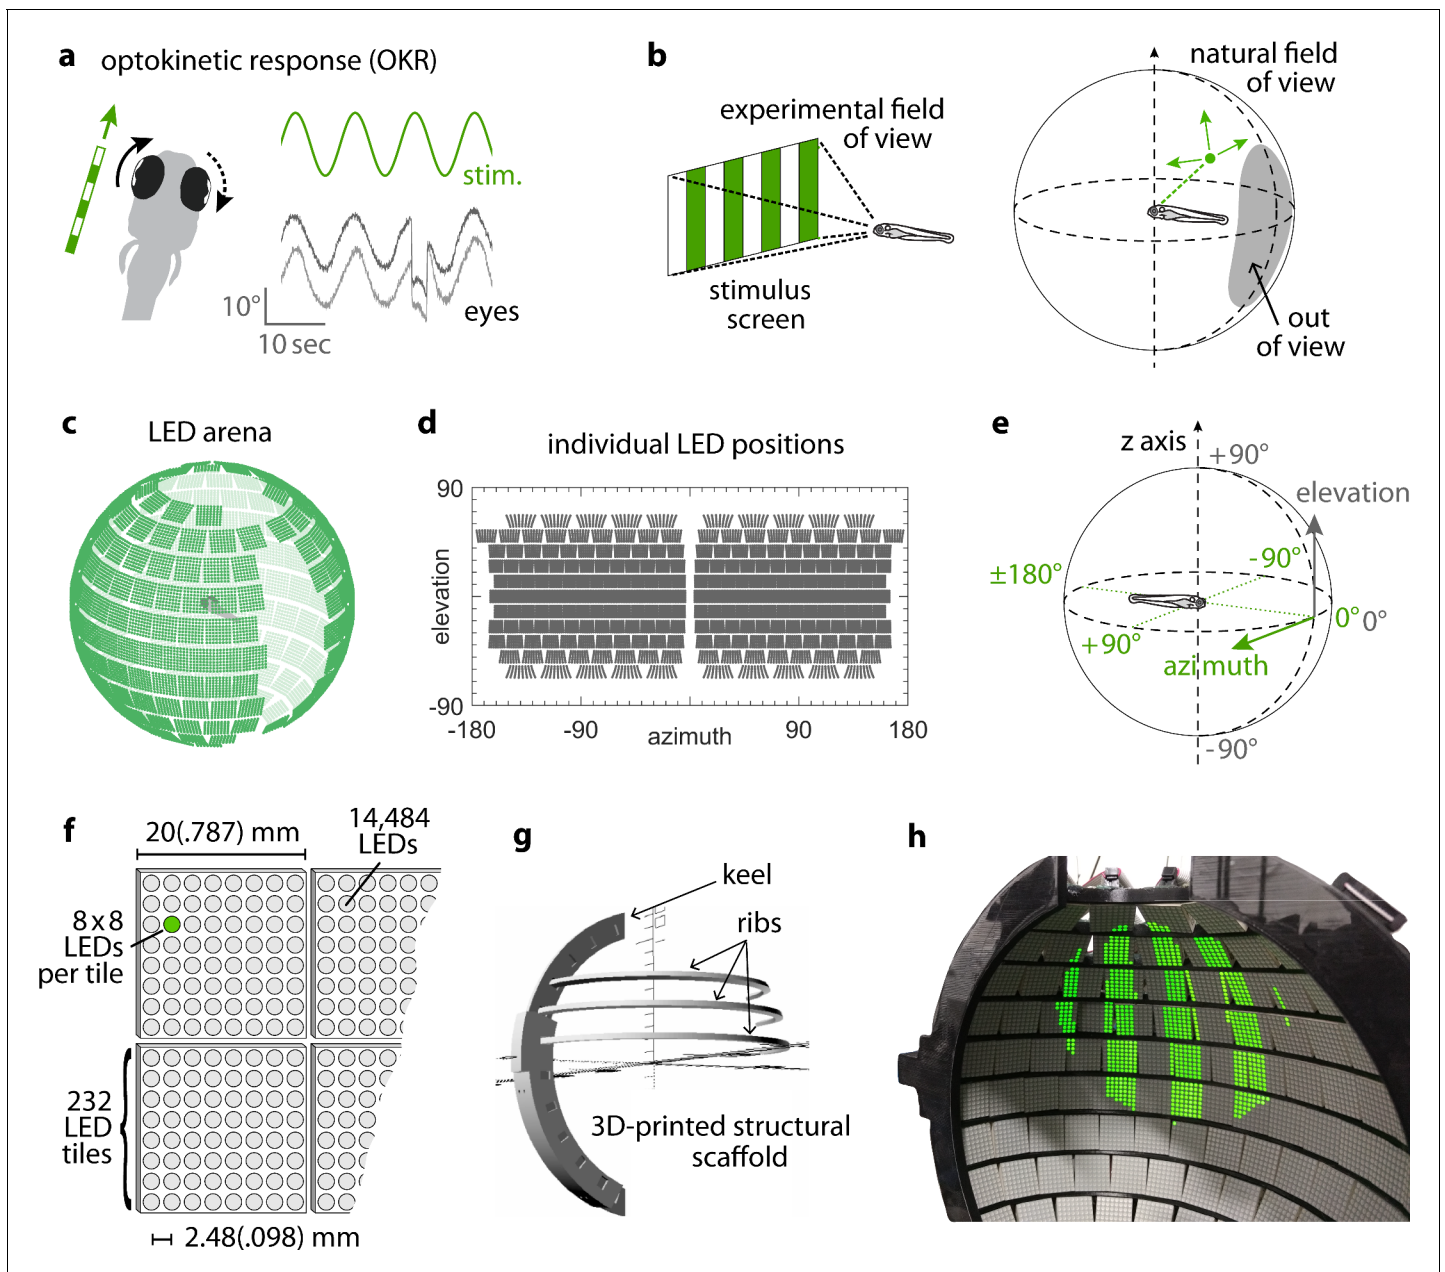 a
optokinetic response (OKR)
stim.
10°
10 sec
eyes
b
experimental field
of view
stimulus
screen
natural field
of view
out
of view
c
LED arena
d
individual LED positions
90
elevation
-90
-180
-90
azimuth
90
180
e
z axis
+90°
elevation
-90°
±180°
0°
0°
+90°
azimuth
-90°
f
20(.787) mm
14,484
LEDs
8 x 8
LEDs
per tile
232
LED
tiles
2.48(.098) mm
g
keel
ribs
3D-printed structural
scaffold
h